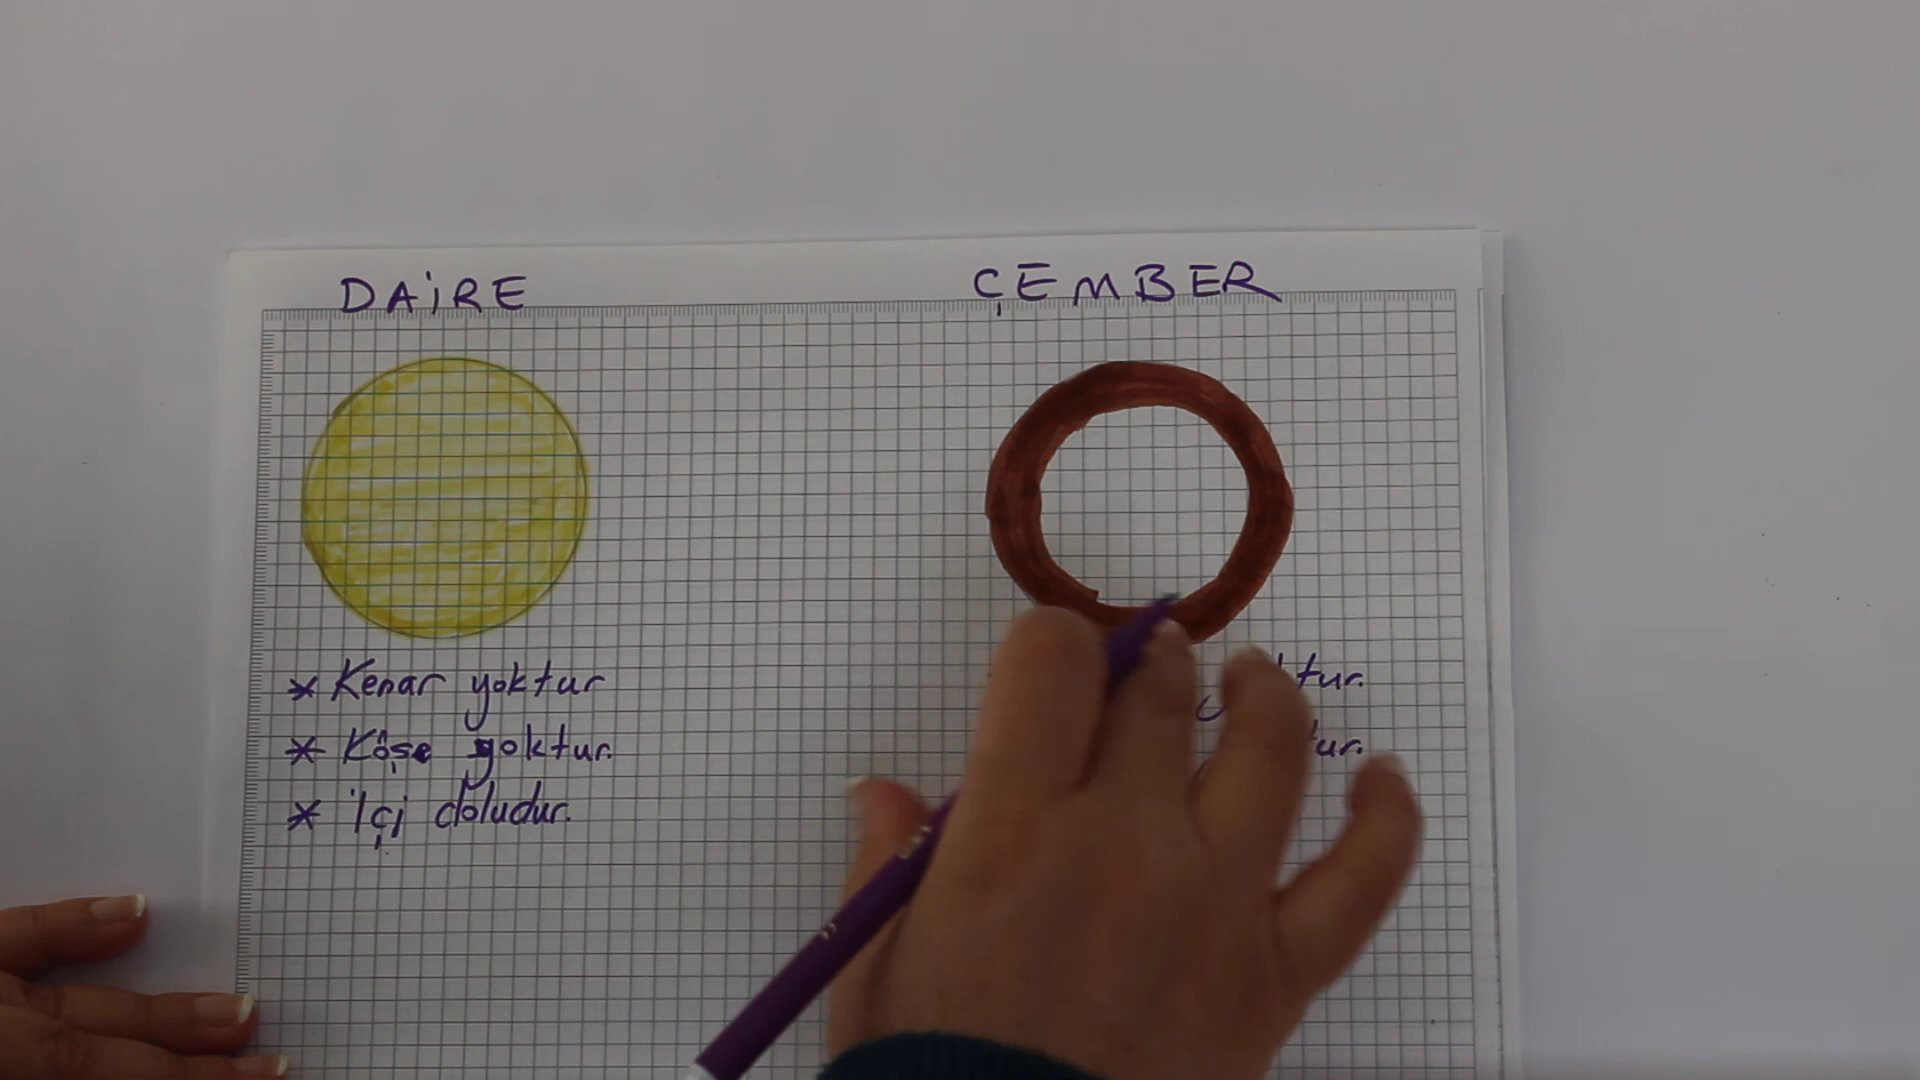 DAİRE
ÇEMBER
* Kenar yoktur
* Köşe yoktur.
* İçi doludur.